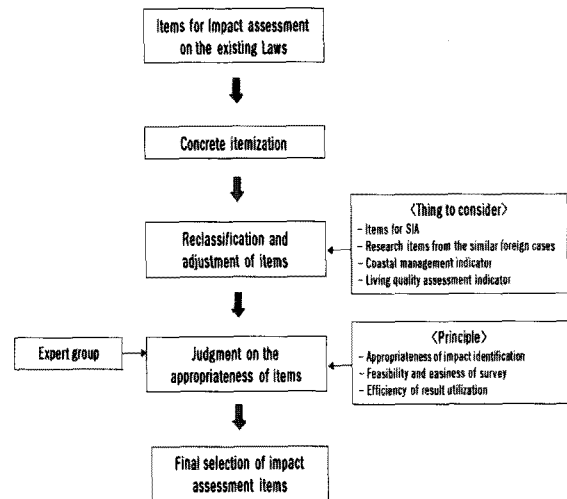 Items for Impact assessment
on the existing Laws
Concrete itemization
Reclassification and
adjustment of items
<Thing to consider>
- Items for SIA
- Research items from the similar foreign cases
- Coastal management indicator
- Living quality assessment indicator
Expert group
Judgment on the
appropriateness of items
<Principle>
- Appropriateness of impact identification
- Feasibility and easiness of survey
- Efficiency of result utilization
Final selection of impact
assessment items